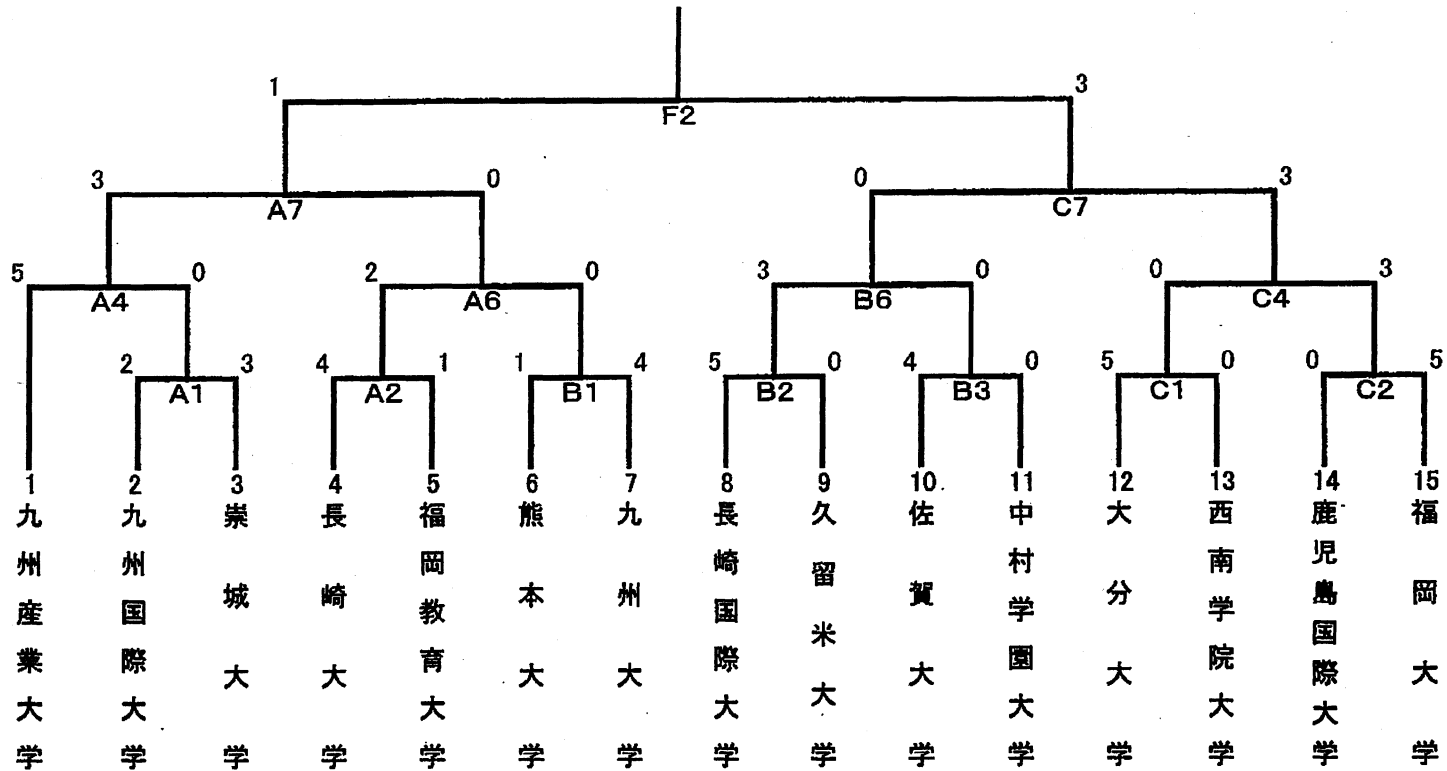 1 3
F2
3 0 0 3
A7 C7
5 0 2 0 3 0 0 3
A4 A6 B6 C4
2 3 4 1 1 4 5 0 4 0 5 0 0 5
A1 A2 B1 B2 B3 C1 C2
1 九州産業大学
2 九州国際大学
3 崇城大学
4 長崎大学
5 福岡教育大学
6 熊本大学
7 九州大学
8 長崎国際大学
9 久留米大学
10 佐賀大学
11 中村学園大学
12 大分大学
13 西南学院大学
14 鹿児島国際大学
15 福岡大学